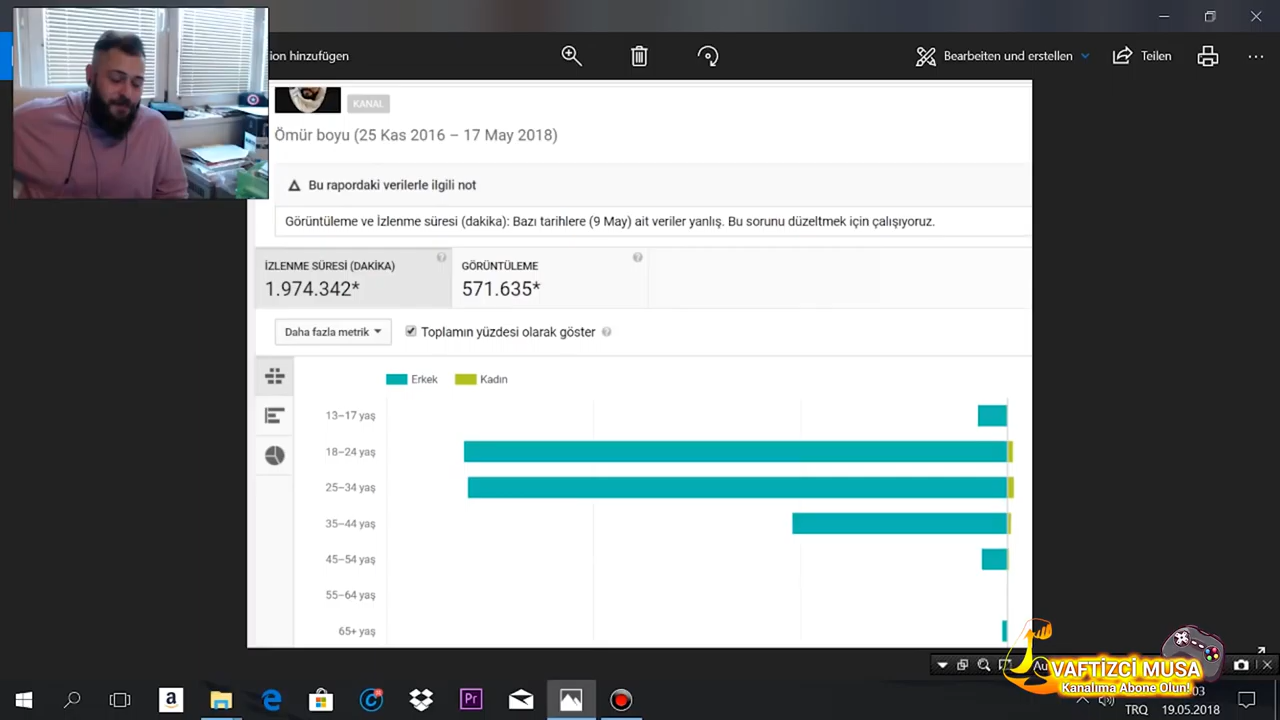 ion hinzufügen
Bearbeiten und erstellen
Teilen
KANAL
Ömür boyu (25 Kas 2016 – 17 May 2018)
Bu rapordaki verilerle ilgili not
Görüntüleme ve İzlenme süresi (dakika): Bazı tarihlere (9 May) ait veriler yanlış. Bu sorunu düzeltmek için çalışıyoruz.
İZLENME SÜRESİ (DAKİKA)
1.974.342*
GÖRÜNTÜLEME
571.635*
Daha fazla metrik
Toplamın yüzdesi olarak göster
Erkek
Kadın
13–17 yaş
18–24 yaş
25–34 yaş
35–44 yaş
45–54 yaş
55–64 yaş
65+ yaş
VAFTİZCİ MUSA
Kanalıma Abone Olun!
Pr
TRQ
03
19.05.2018